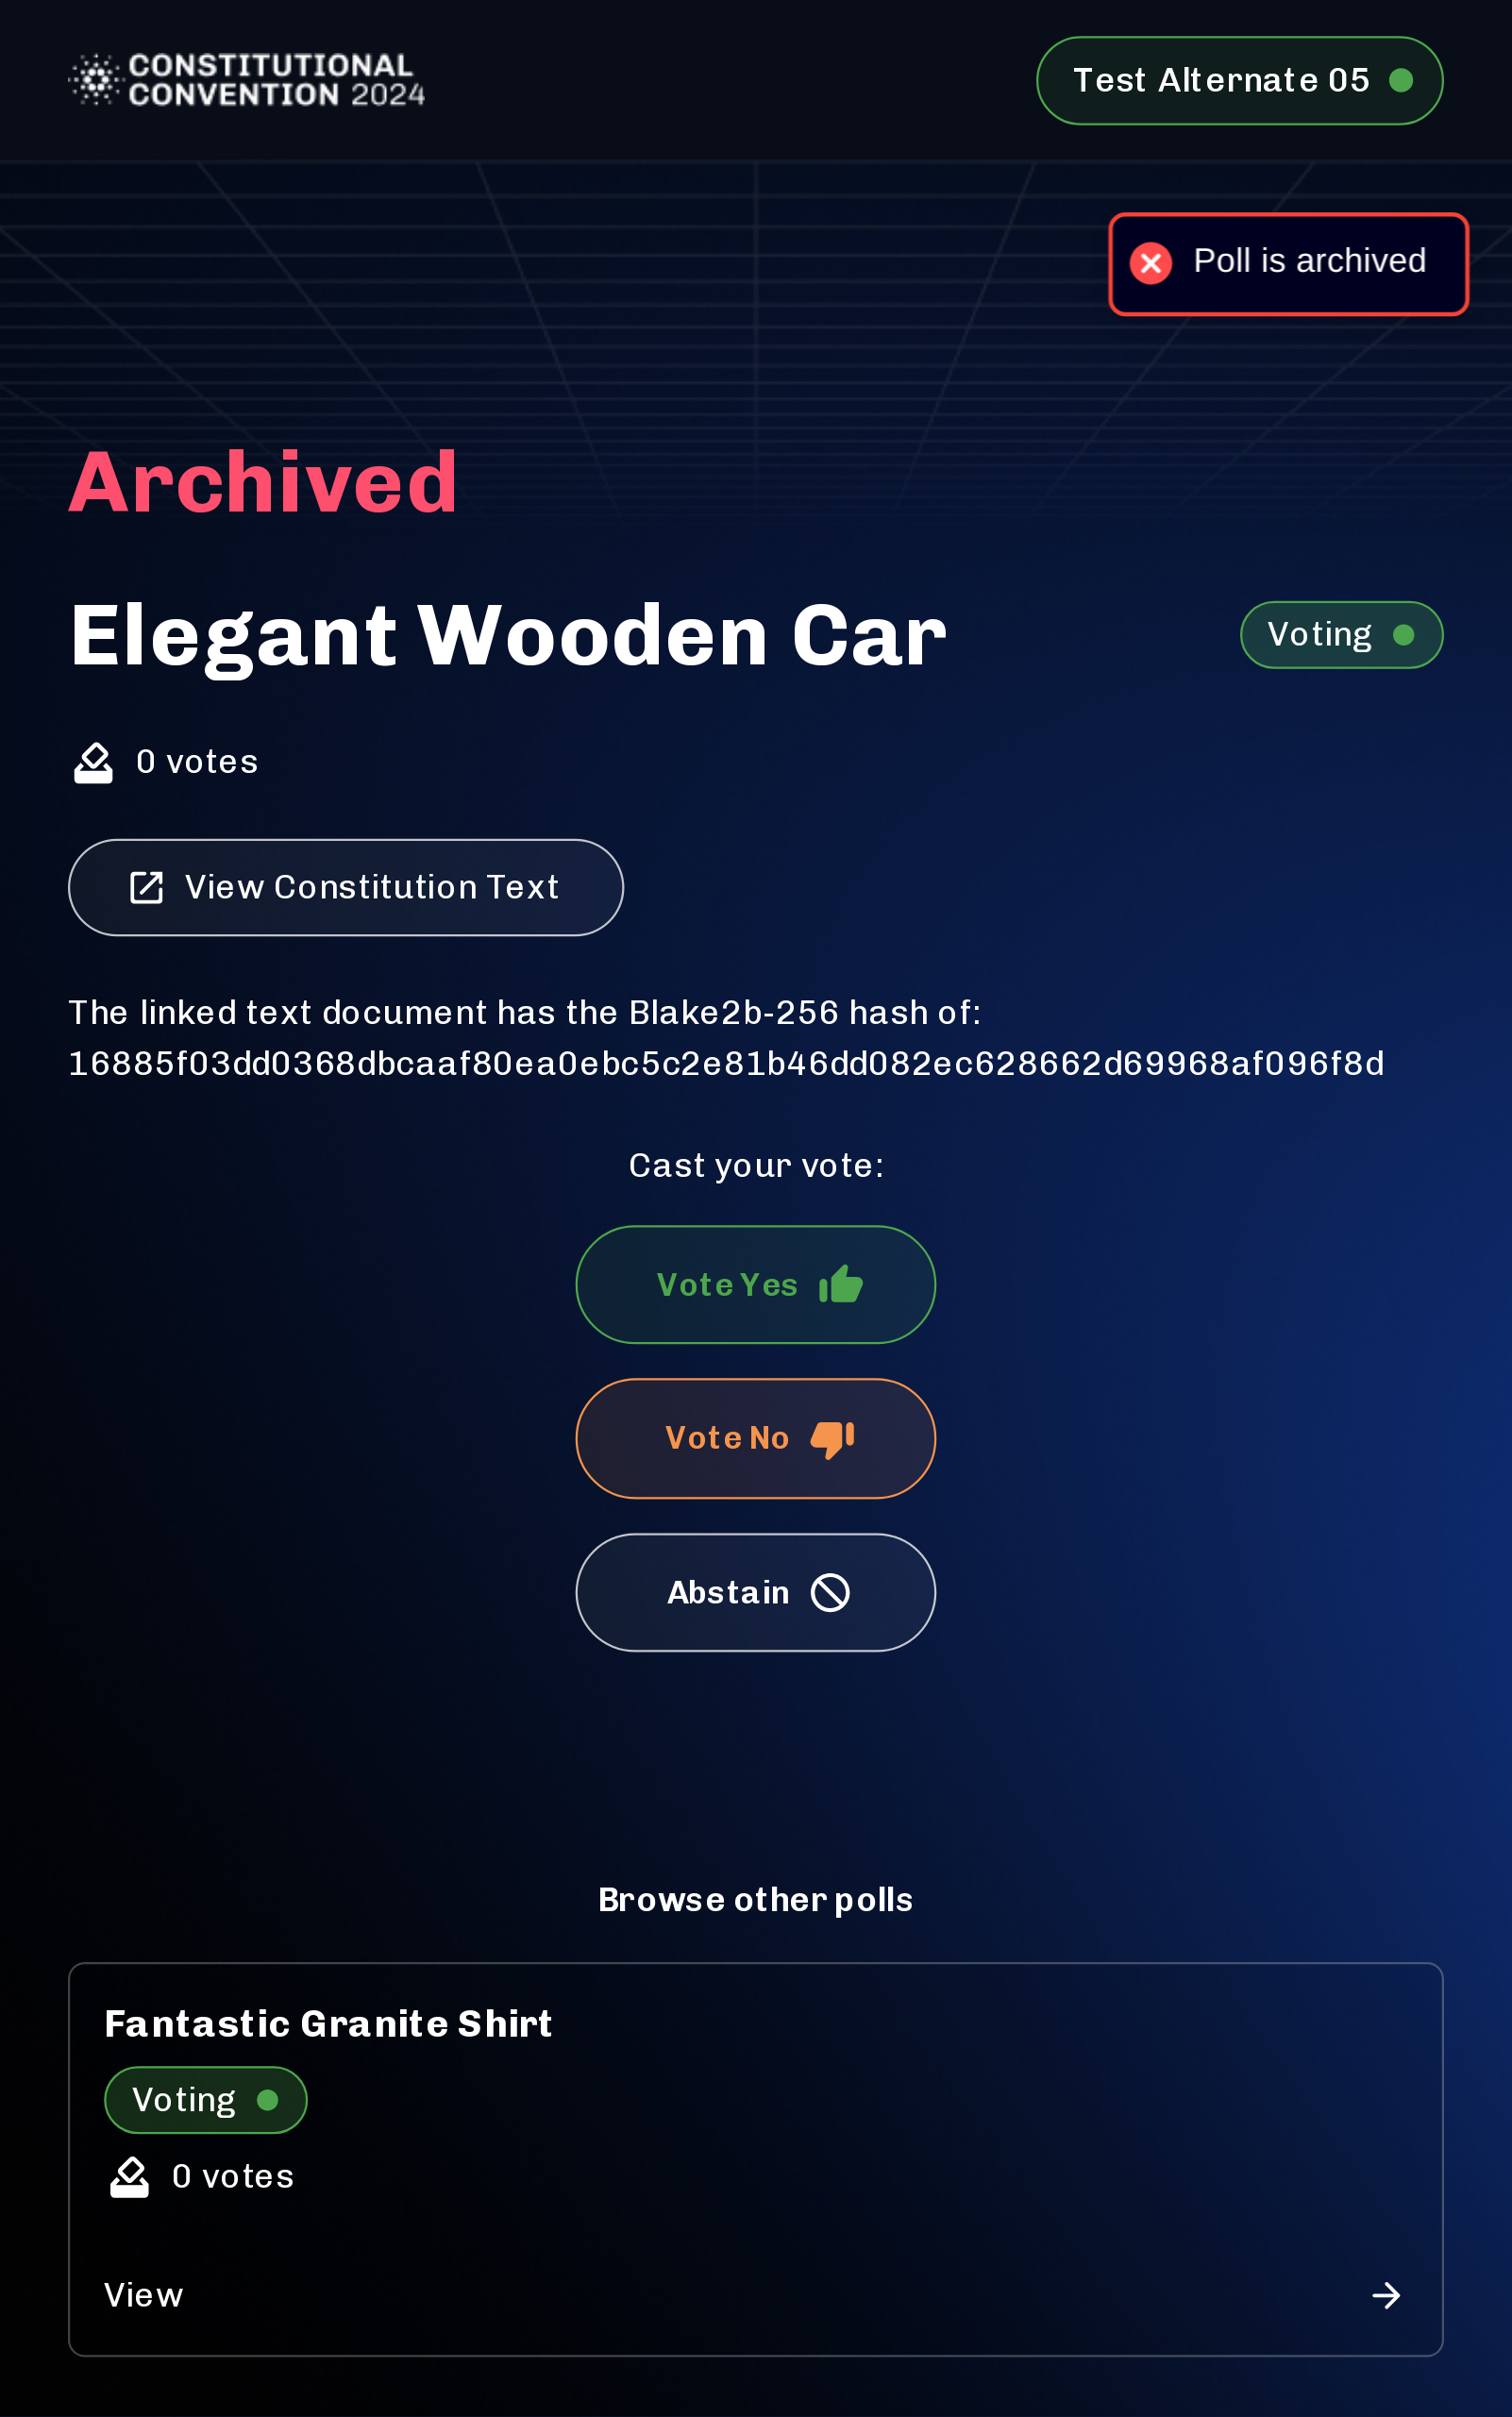 CONSTITUTIONAL
CONVENTION 2024
Test Alternate 05
Poll is archived
Archived
Elegant Wooden Car
Voting
0 votes
View Constitution Text
The linked text document has the Blake2b-256 hash of:
16885f03dd0368dbcaaf80ea0ebc5c2e81b46dd082ec628662d69968af096f8d
Cast your vote:
Vote Yes
Vote No
Abstain
Browse other polls
Fantastic Granite Shirt
Voting
0 votes
View